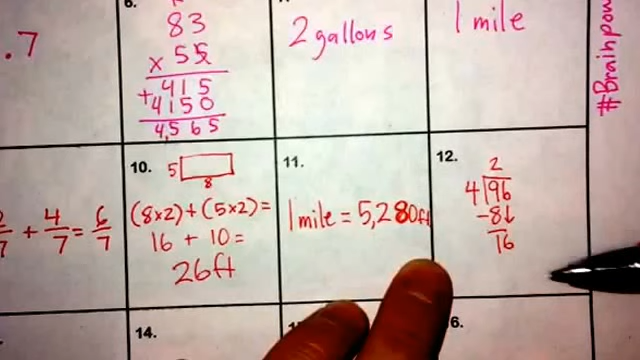 .7
6.
83
x 55
415
+4150
4,565
2 gallons
1 mile
#Brainpow
4/7 = 6/7
10.
5
8
(8x2)+(5x2)=
16 + 10 =
26ft
11.
1 mile = 5,280ft
12.
2
4)96
-8↓
16
14.
6.